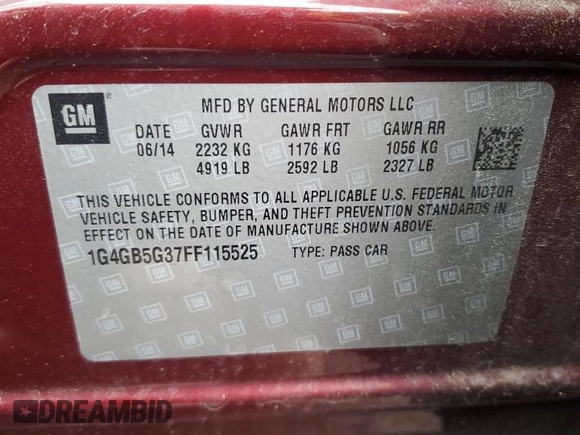 GM
MFD BY GENERAL MOTORS LLC
DATE GVWR GAWR FRT GAWR RR
06/14 2232 KG 1176 KG 1056 KG
4919 LB 2592 LB 2327 LB
THIS VEHICLE CONFORMS TO ALL APPLICABLE U.S. FEDERAL MOTOR
VEHICLE SAFETY, BUMPER, AND THEFT PREVENTION STANDARDS IN
EFFECT ON THE DATE OF MANUFACTURE SHOWN ABOVE.
1G4GB5G37FF115525 TYPE: PASS CAR
DREAMBID